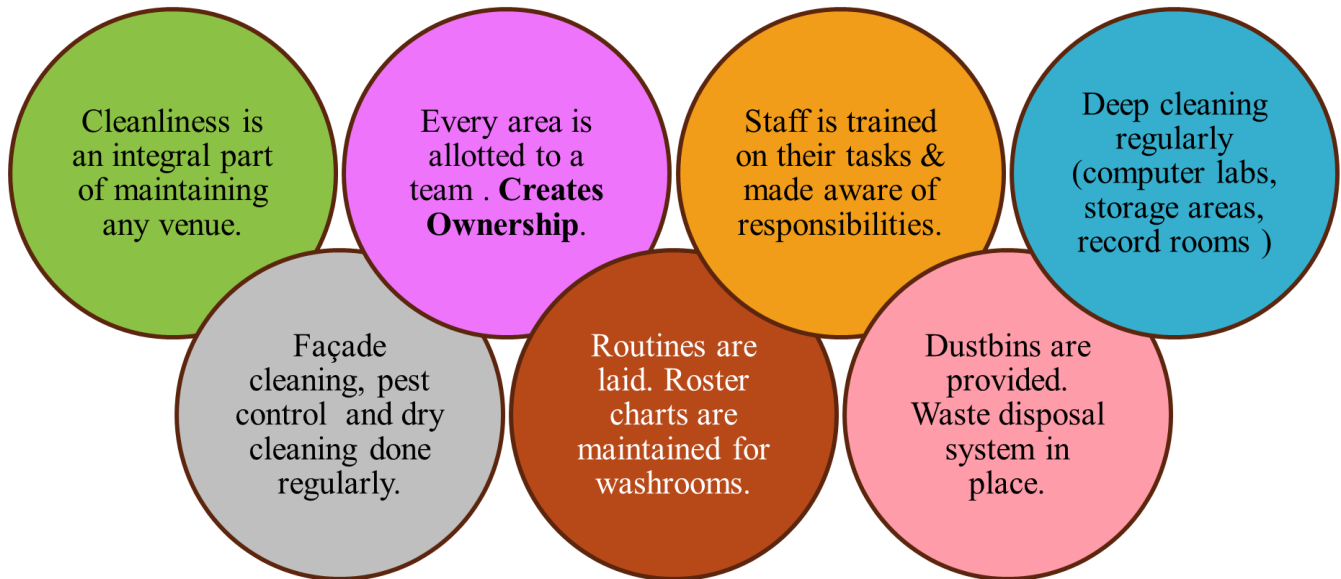 Cleanliness is
an integral part
of maintaining
any venue.
Every area is
allotted to a
team . Creates
Ownership.
Staff is trained
on their tasks &
made aware of
responsibilities.
Deep cleaning
regularly
(computer labs,
storage areas,
record rooms )
Façade
cleaning, pest
control  and dry
cleaning done
regularly.
Routines are
laid. Roster
charts are
maintained for
washrooms.
Dustbins are
provided.
Waste disposal
system in
place.